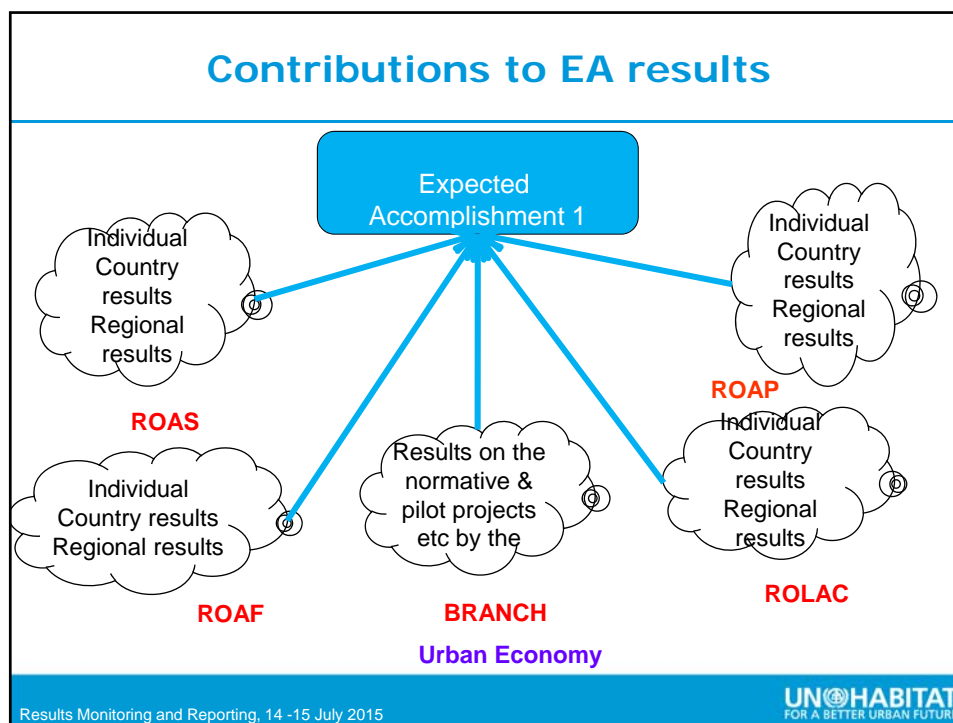 Contributions to EA results
Expected
Accomplishment 1
Individual
Country
results
Regional
results
ROAS
Individual
Country
results
Regional
results
ROAP
Individual
Country results
Regional results
ROAF
Results on the
normative &
pilot projects
etc by the
BRANCH
Urban Economy
Individual
Country
results
Regional
results
ROLAC
Results Monitoring and Reporting, 14 -15 July 2015
UN HABITAT
FOR A BETTER URBAN FUTURE